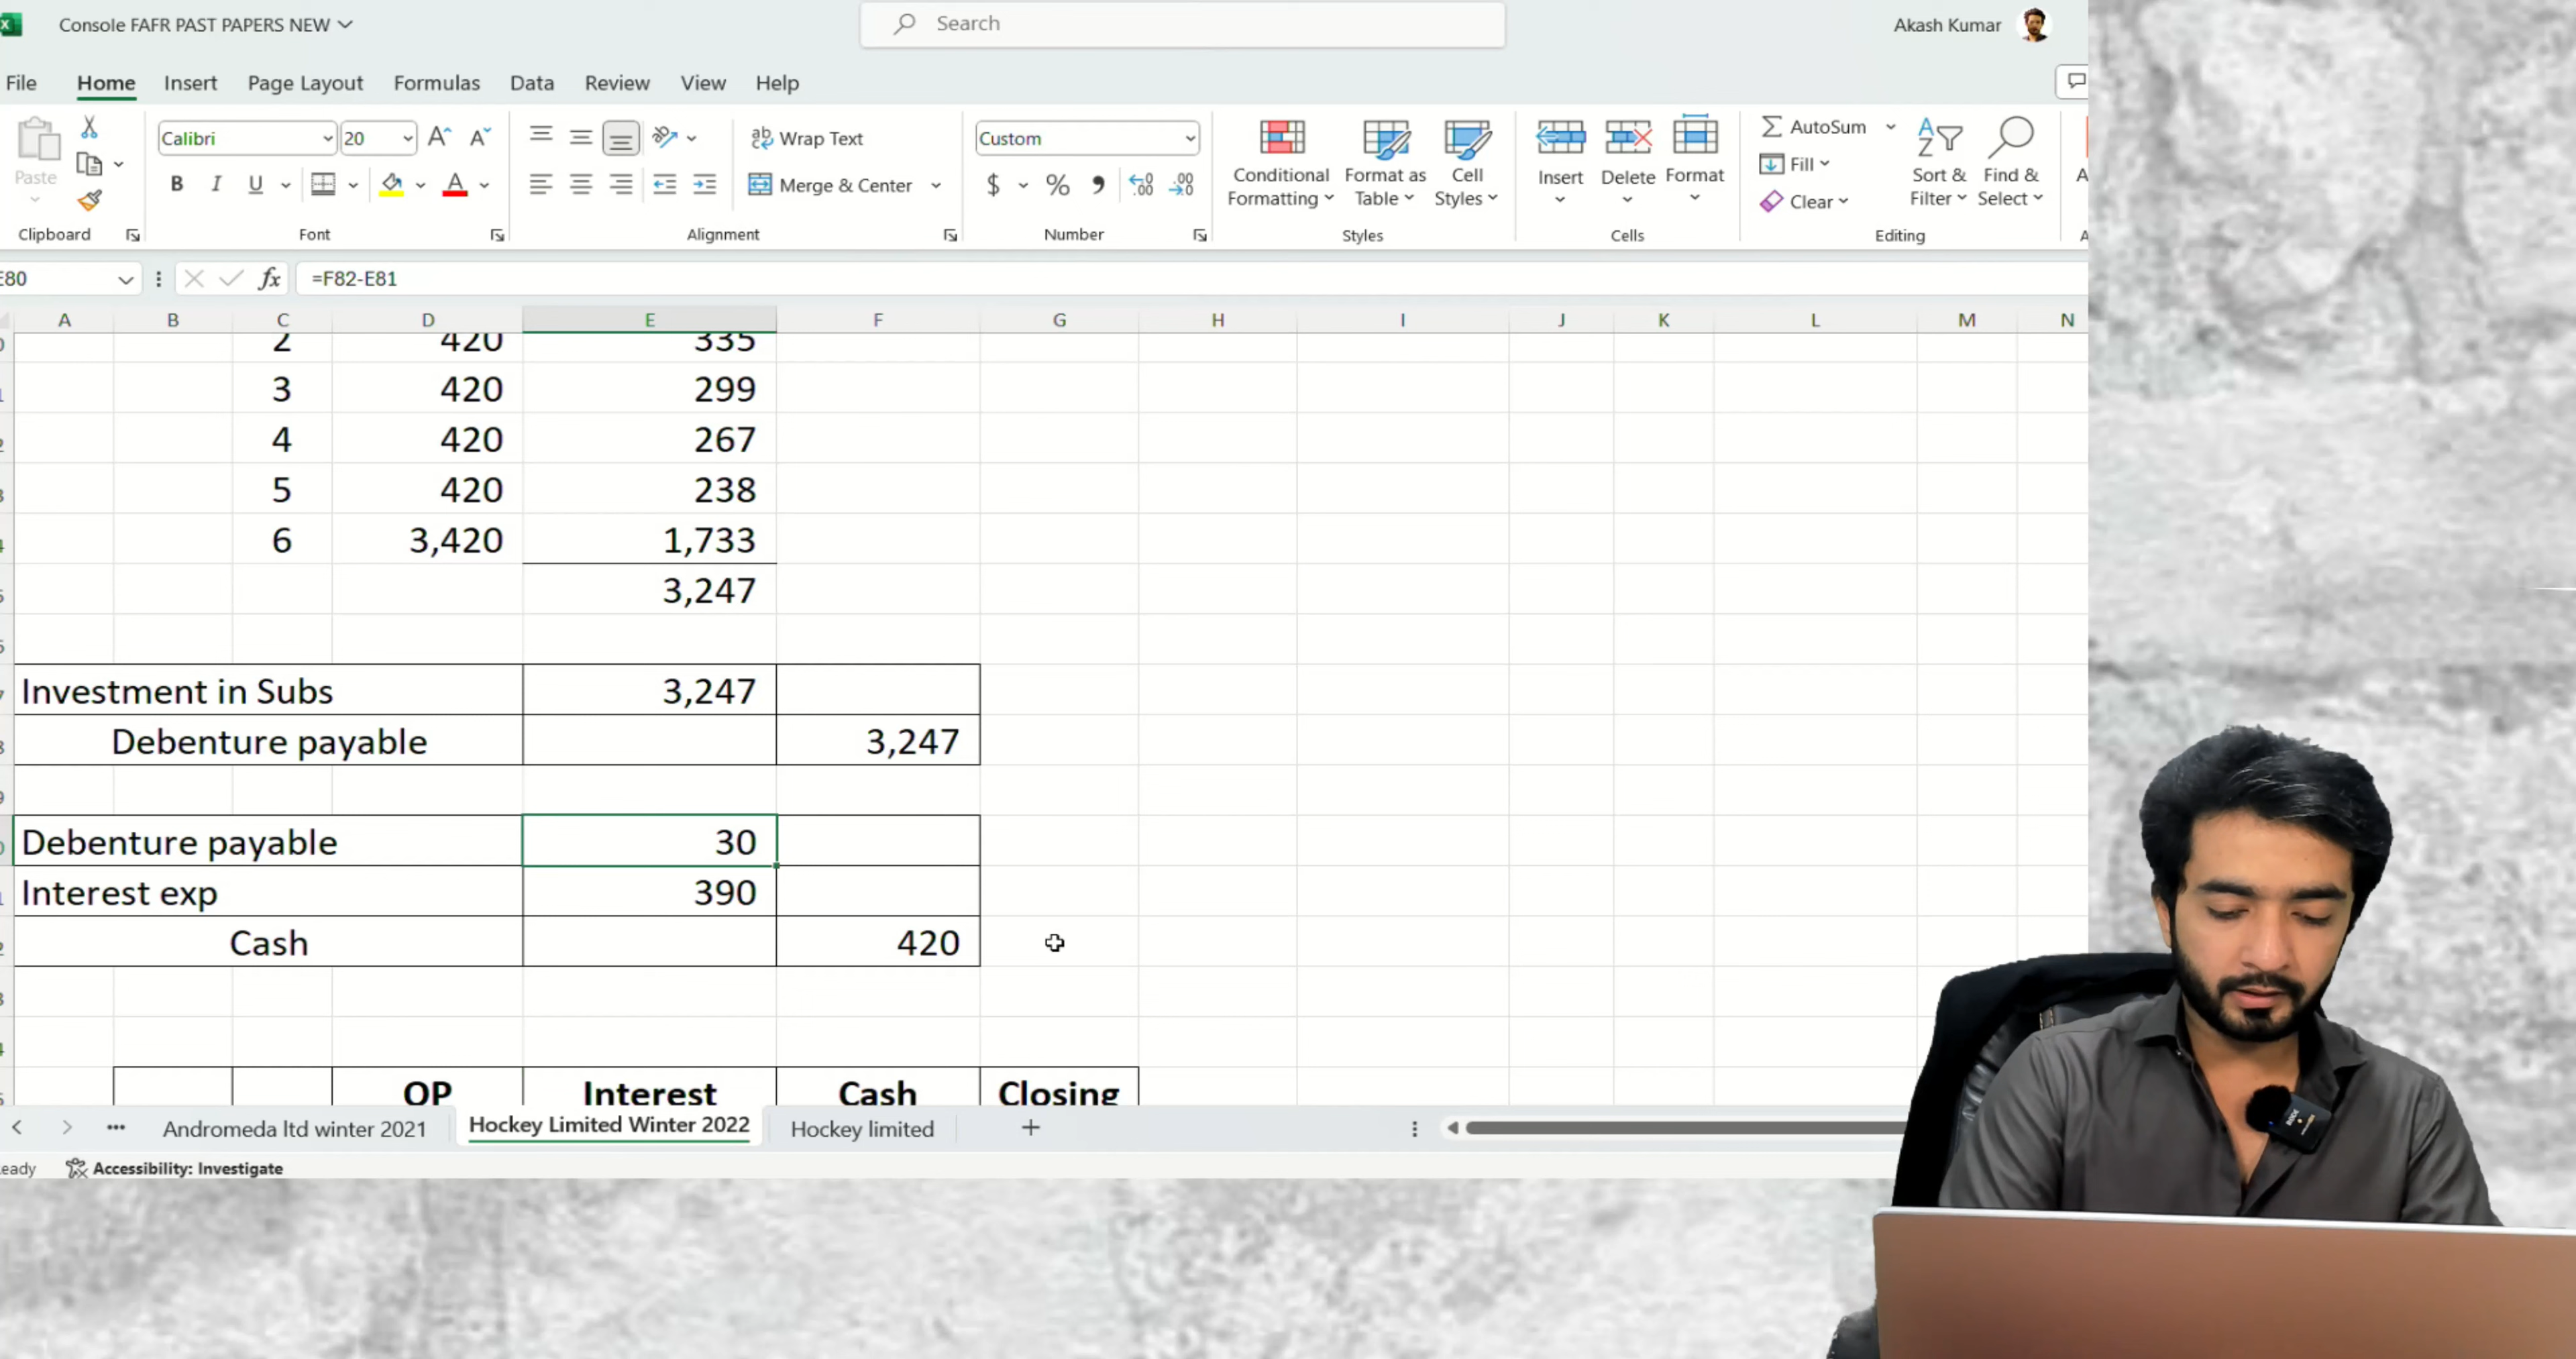 Console FAFR PAST PAPERS NEW
Search
Akash Kumar
File Home Insert Page Layout Formulas Data Review View Help
Paste
Clipboard
Calibri 20
B I U
Font
Wrap Text
Merge & Center
Alignment
Custom
$ %
Number
Conditional Formatting
Format as Table
Cell Styles
Styles
Insert Delete Format
Cells
AutoSum
Fill
Clear
Sort & Filter
Find & Select
Editing
E80 fx =F82-E81
A B C D E F G H I J K L M N
2 420 335
3 420 299
4 420 267
5 420 238
6 3,420 1,733
3,247
Investment in Subs 3,247
Debenture payable 3,247
Debenture payable 30
Interest exp 390
Cash 420
OP Interest Cash Closing
Andromeda ltd winter 2021 Hockey Limited Winter 2022 Hockey limited +
Accessibility: Investigate